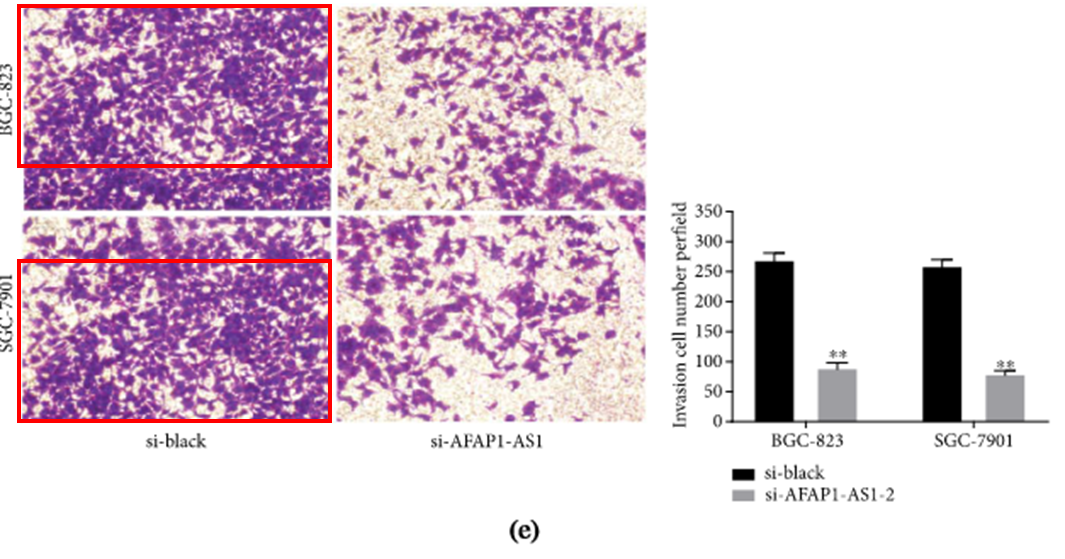 BGC-823
SGC-7901
si-black
si-AFAP1-AS1
Invasion cell number perfield
350
300
250
200
150
100
50
0
**
**
BGC-823
SGC-7901
si-black
si-AFAP1-AS1-2
(e)